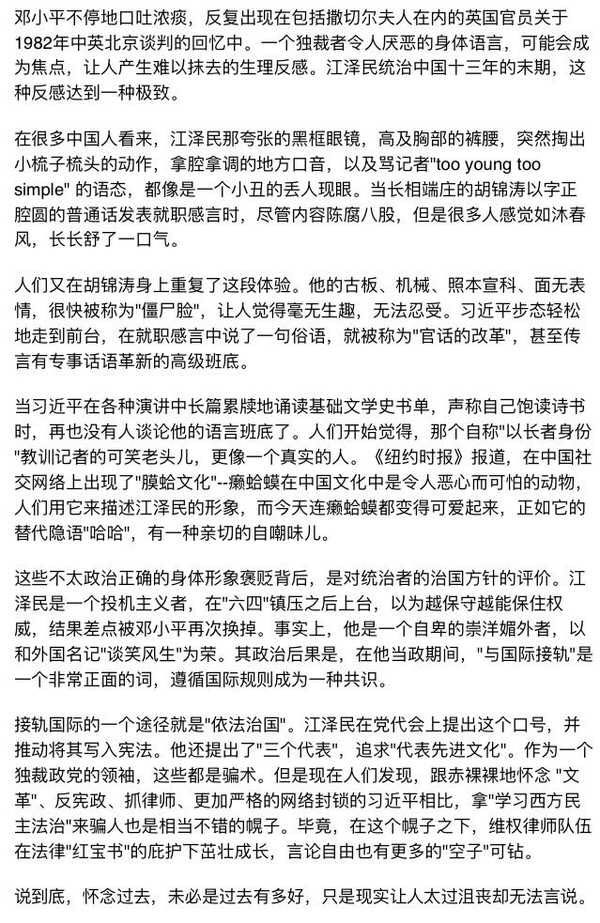 邓小平不停地口吐浓痰，反复出现在包括撒切尔夫人在内的英国官员关于
1982年中英北京谈判的回忆中。一个独裁者令人厌恶的身体语言，可能会成
为焦点，让人产生难以抹去的生理反感。江泽民统治中国十三年的末期，这
种反感达到一种极致。
在很多中国人看来，江泽民那夸张的黑框眼镜，高及胸部的裤腰，突然掏出
小梳子梳头的动作，拿腔拿调的地方口音，以及骂记者"too young too
simple" 的语态，都像是一个小丑的丢人现眼。当长相端庄的胡锦涛以字正
腔圆的普通话发表就职感言时，尽管内容陈腐八股，但是很多人感觉如沐春
风，长长舒了一口气。
人们又在胡锦涛身上重复了这段体验。他的古板、机械、照本宣科、面无表
情，很快被称为"僵尸脸"，让人觉得毫无生趣，无法忍受。习近平步态轻松
地走到前台，在就职感言中说了一句俗语，就被称为"官话的改革"，甚至传
言有专事话语革新的高级班底。
当习近平在各种演讲中长篇累牍地诵读基础文学史书单，声称自己饱读诗书
时，再也没有人谈论他的语言班底了。人们开始觉得，那个自称"以长者身份
"教训记者的可笑老头儿，更像一个真实的人。《纽约时报》报道，在中国社
交网络上出现了"膜蛤文化"--癞蛤蟆在中国文化中是令人恶心而可怕的动物，
人们用它来描述江泽民的形象，而今天连癞蛤蟆都变得可爱起来，正如它的
替代隐语"哈哈"，有一种亲切的自嘲味儿。
这些不太政治正确的身体形象褒贬背后，是对统治者的治国方针的评价。江
泽民是一个投机主义者，在"六四"镇压之后上台，以为越保守越能保住权
威，结果差点被邓小平再次换掉。事实上，他是一个自卑的崇洋媚外者，以
和外国名记"谈笑风生"为荣。其政治后果是，在他当政期间，"与国际接轨"是
一个非常正面的词，遵循国际规则成为一种共识。
接轨国际的一个途径就是"依法治国"。江泽民在党代会上提出这个口号，并
推动将其写入宪法。他还提出了"三个代表"，追求"代表先进文化"。作为一个
独裁政党的领袖，这些都是骗术。但是现在人们发现，跟赤裸裸地怀念 "文
革"、反宪政、抓律师、更加严格的网络封锁的习近平相比，拿"学习西方民
主法治"来骗人也是相当不错的幌子。毕竟，在这个幌子之下，维权律师队伍
在法律"红宝书"的庇护下茁壮成长，言论自由也有更多的"空子"可钻。
说到底，怀念过去，未必是过去有多好，只是现实让人太过沮丧却无法言说。